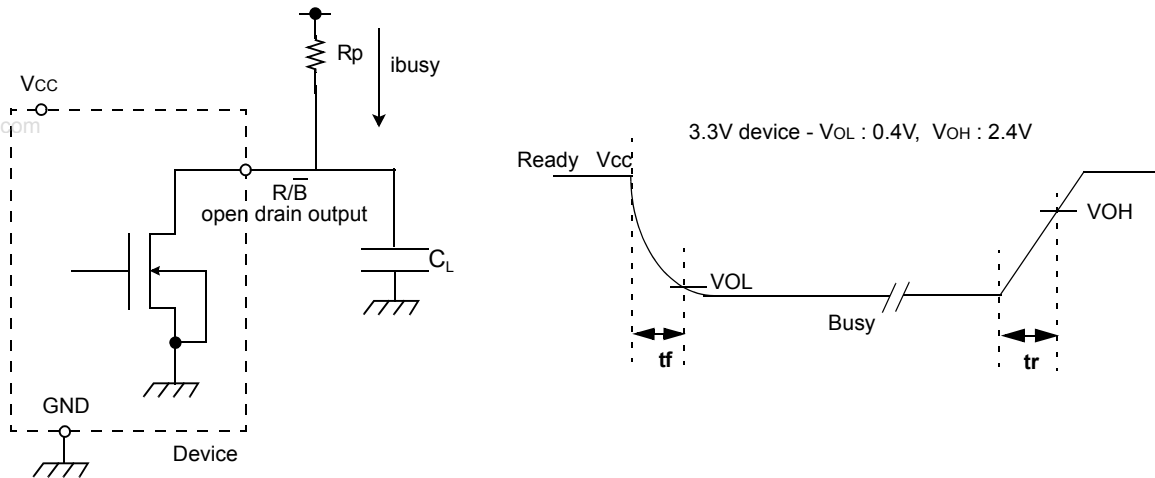 Rp
ibusy
VCC
com
R/B̅
open drain output
CL
GND
Device
3.3V device - VOL : 0.4V, VOH : 2.4V
Ready Vcc
VOH
VOL
Busy
tf
tr